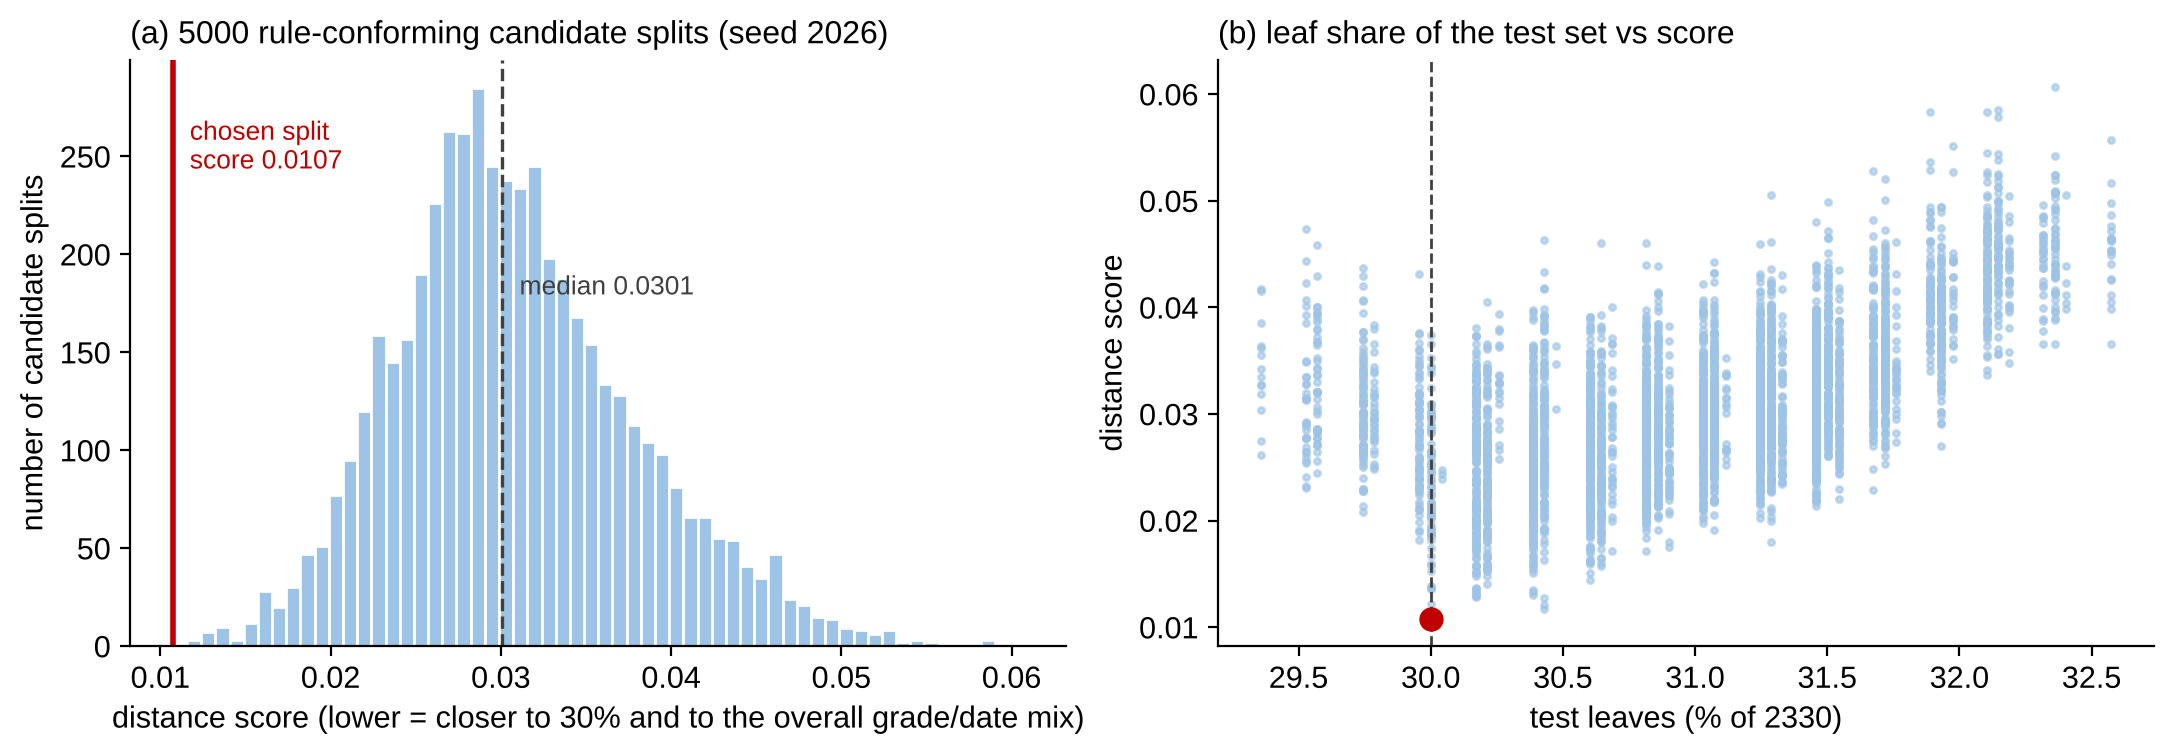 (a) 5000 rule-conforming candidate splits (seed 2026)
number of candidate splits
250
200
150
100
50
0
chosen split
score 0.0107
median 0.0301
0.01 0.02 0.03 0.04 0.05 0.06
distance score (lower = closer to 30% and to the overall grade/date mix)
(b) leaf share of the test set vs score
distance score
0.06
0.05
0.04
0.03
0.02
0.01
29.5 30.0 30.5 31.0 31.5 32.0 32.5
test leaves (% of 2330)